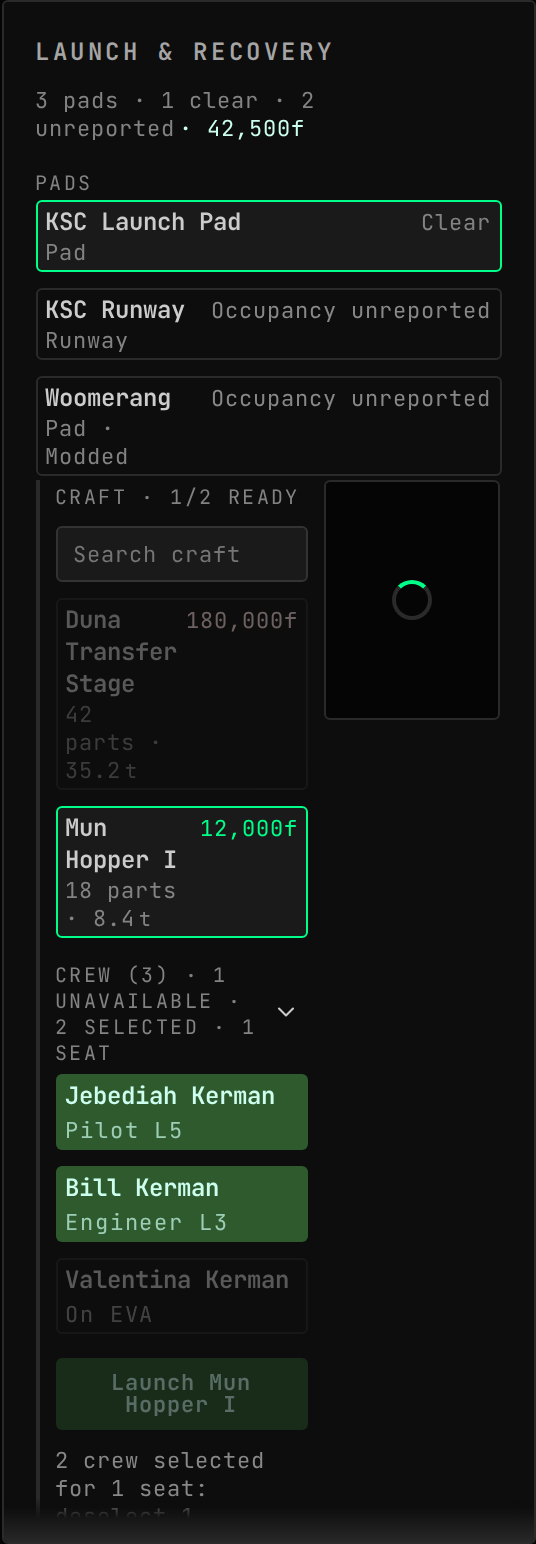 LAUNCH & RECOVERY
3 pads · 1 clear · 2
unreported · 42,500f
PADS
KSC Launch Pad Clear
Pad
KSC Runway Occupancy unreported
Runway
Woomerang Occupancy unreported
Pad ·
Modded
CRAFT · 1/2 READY
Search craft
Duna 180,000f
Transfer
Stage
42
parts ·
35.2t
Mun 12,000f
Hopper I
18 parts
· 8.4t
CREW (3) · 1
UNAVAILABLE ·
2 SELECTED · 1
SEAT
Jebediah Kerman
Pilot L5
Bill Kerman
Engineer L3
Valentina Kerman
On EVA
Launch Mun
Hopper I
2 crew selected
for 1 seat:
deselect 1